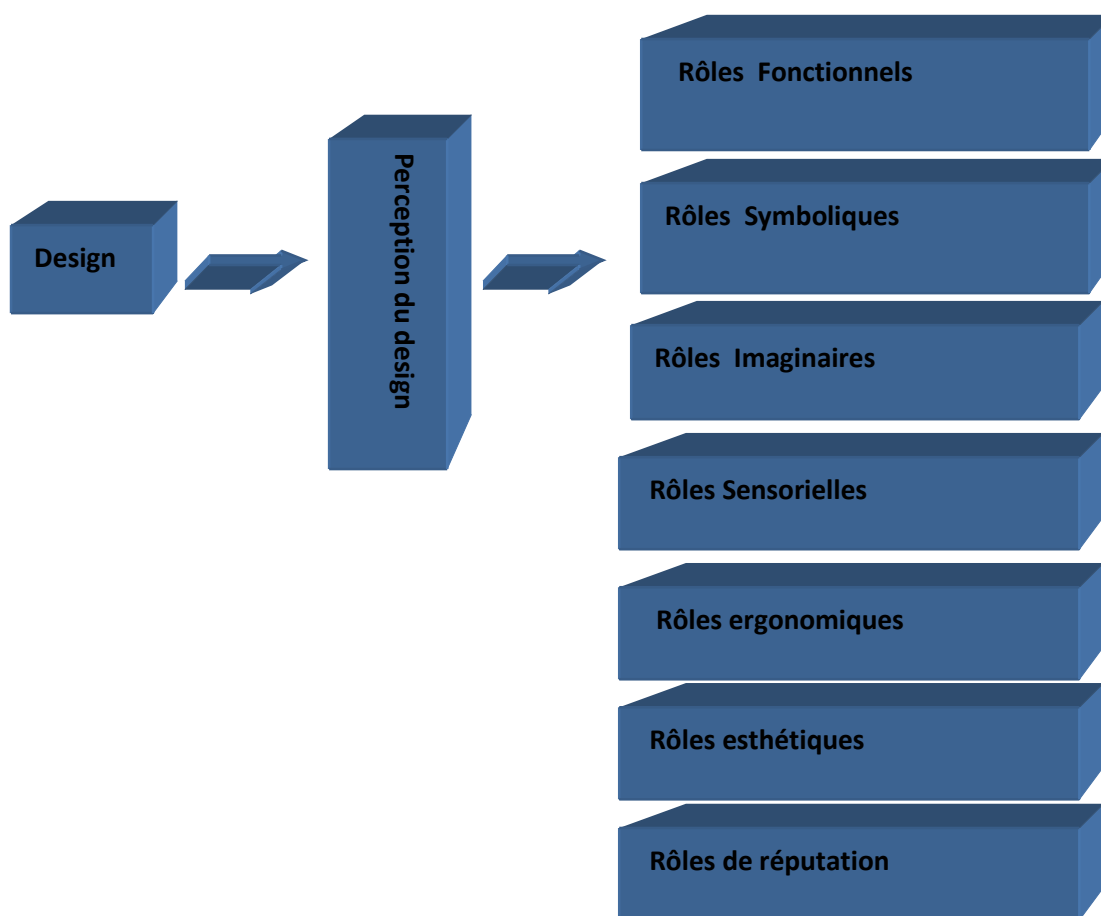 Design
Perception du design
Rôles  Fonctionnels
Rôles  Symboliques
Rôles  Imaginaires
Rôles Sensorielles
Rôles ergonomiques
Rôles esthétiques
Rôles de réputation